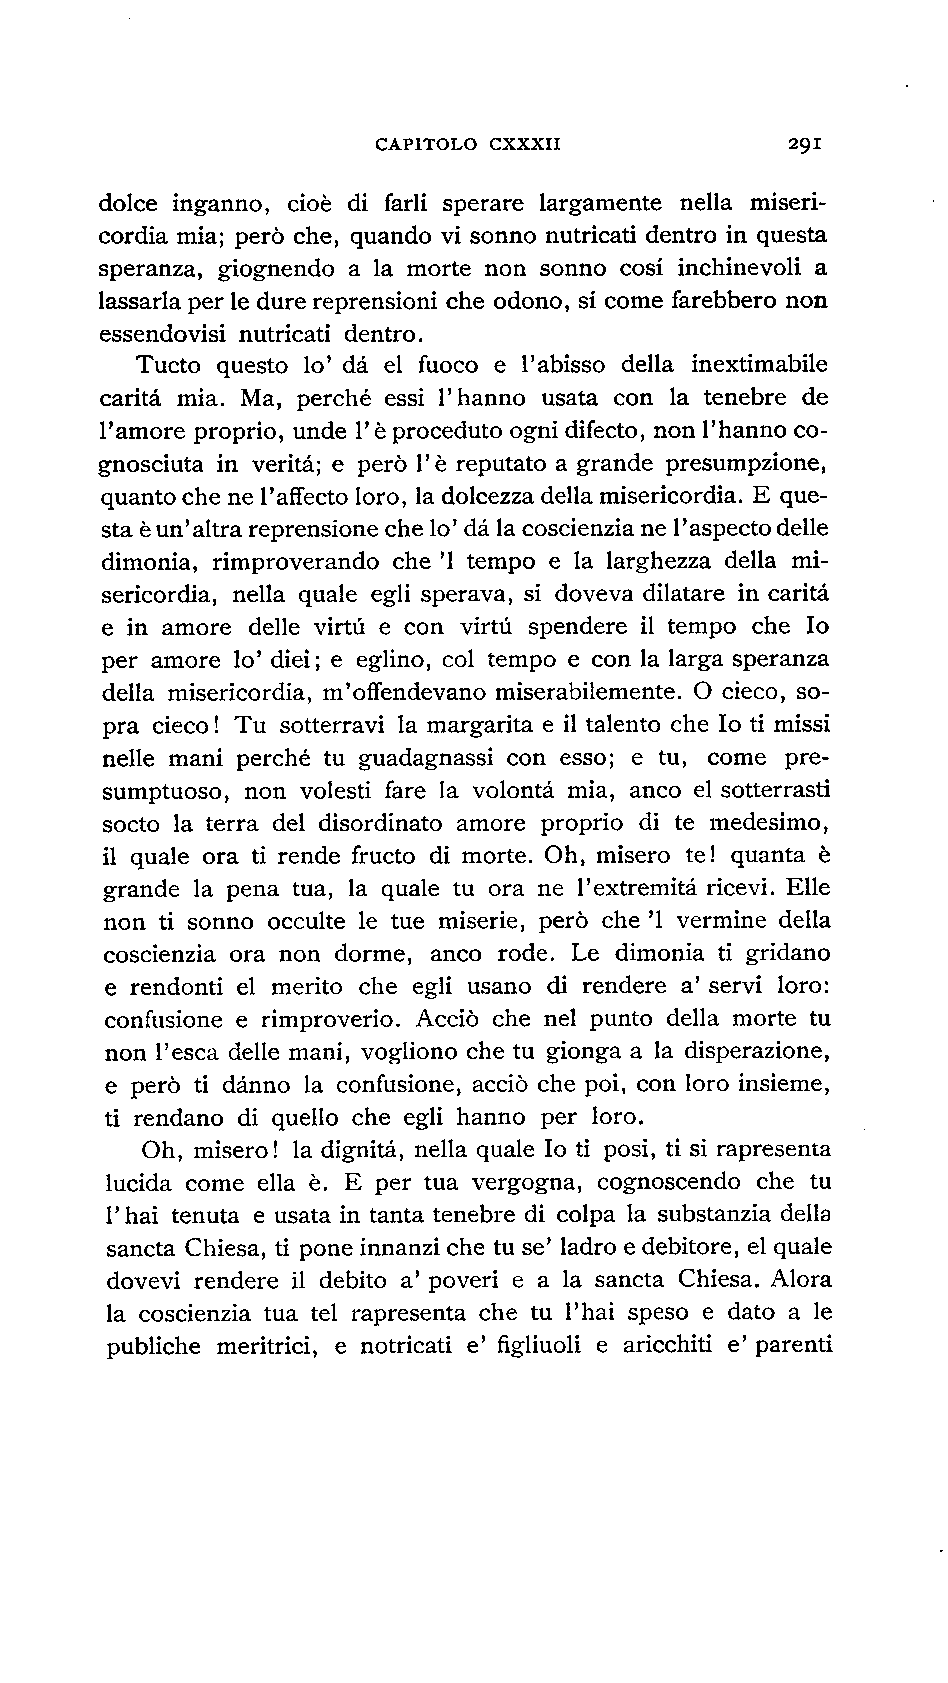 CAPITOLO CXXXII 291
dolce inganno, cioè di farli sperare largamente nella miseri-
cordia mia; però che, quando vi sonno nutricati dentro in questa
speranza, giognendo a la morte non sonno cosí inchinevoli a
lassarla per le dure reprensioni che odono, sí come farebbero non
essendovisi nutricati dentro.
Tucto questo lo' dá el fuoco e l'abisso della inextimabile
caritá mia. Ma, perché essi l'hanno usata con la tenebre de
l'amore proprio, unde l'è proceduto ogni difecto, non l'hanno co-
gnosciuta in veritá; e però l'è reputato a grande presumpzione,
quanto che ne l'affecto loro, la dolcezza della misericordia. E que-
sta è un'altra reprensione che lo' dá la coscienzia ne l'aspecto delle
dimonia, rimproverando che 'l tempo e la larghezza della mi-
sericordia, nella quale egli sperava, si doveva dilatare in caritá
e in amore delle virtú e con virtú spendere il tempo che Io
per amore lo' diei; e eglino, col tempo e con la larga speranza
della misericordia, m'offendevano miserabilemente. O cieco, so-
pra cieco! Tu sotterravi la margarita e il talento che Io ti missi
nelle mani perché tu guadagnassi con esso; e tu, come pre-
sumptuoso, non volesti fare la volontá mia, anco el sotterrasti
socto la terra del disordinato amore proprio di te medesimo,
il quale ora ti rende fructo di morte. Oh, misero te! quanta è
grande la pena tua, la quale tu ora ne l'extremitá ricevi. Elle
non ti sonno occulte le tue miserie, però che 'l vermine della
coscienzia ora non dorme, anco rode. Le dimonia ti gridano
e rendonti el merito che egli usano di rendere a' servi loro:
confusione e rimproverio. Acciò che nel punto della morte tu
non l'esca delle mani, vogliono che tu gionga a la disperazione,
e però ti dánno la confusione, acciò che poi, con loro insieme,
ti rendano di quello che egli hanno per loro.
Oh, misero! la dignitá, nella quale Io ti posi, ti si rapresenta
lucida come ella è. E per tua vergogna, cognoscendo che tu
l'hai tenuta e usata in tanta tenebre di colpa la substanzia della
sancta Chiesa, ti pone innanzi che tu se' ladro e debitore, el quale
dovevi rendere il debito a' poveri e a la sancta Chiesa. Alora
la coscienzia tua tel rapresenta che tu l'hai speso e dato a le
publiche meritrici, e notricati e' figliuoli e aricchiti e' parenti